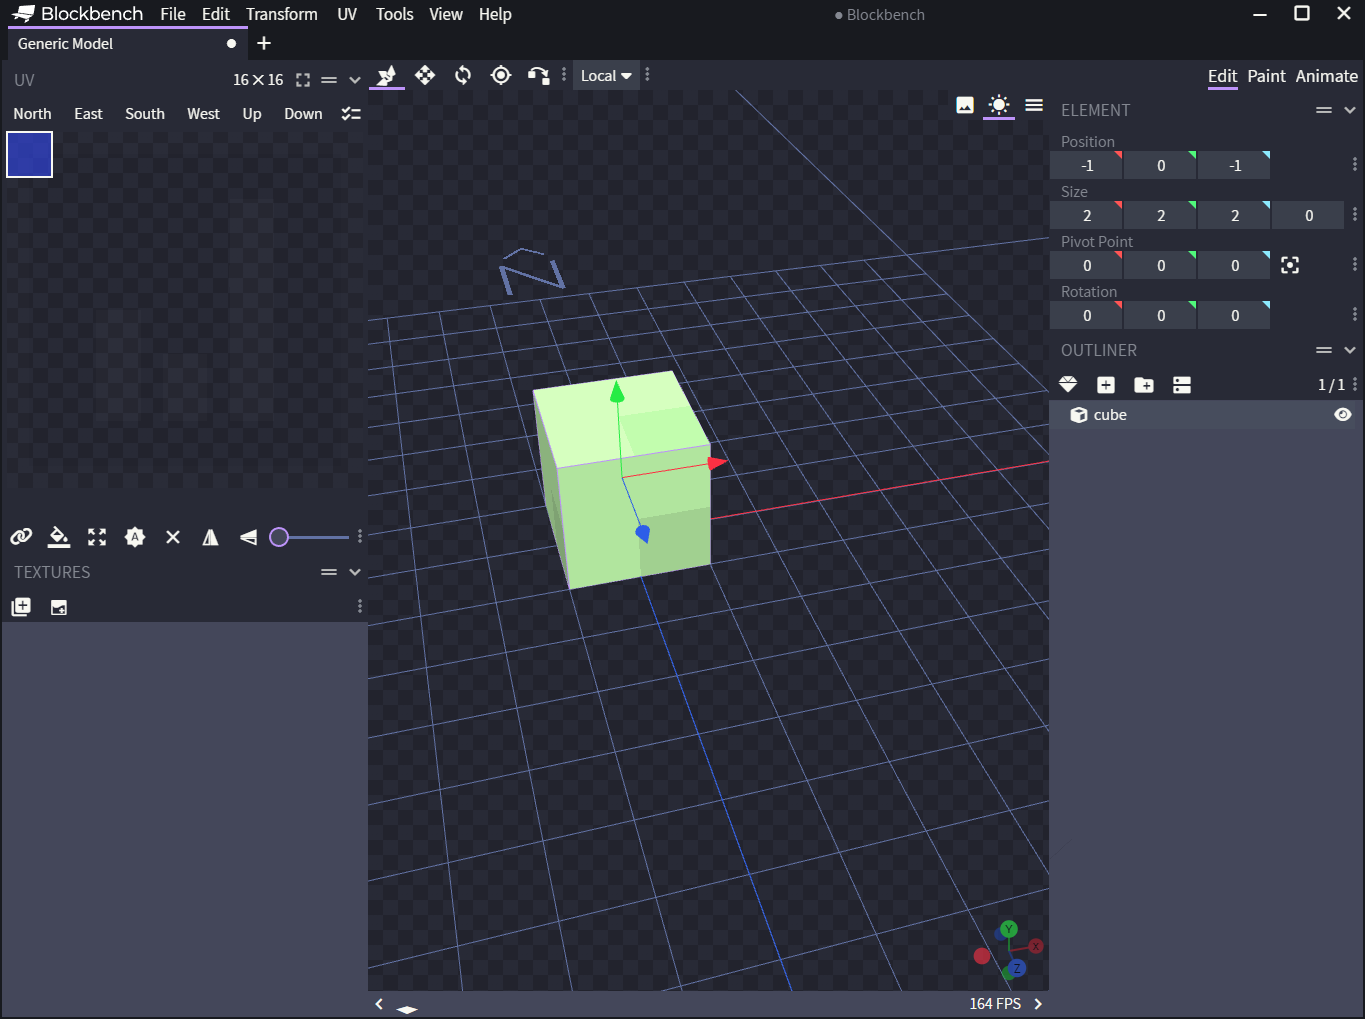 Blockbench File Edit Transform UV Tools View Help
● Blockbench
Generic Model
UV 16 × 16
North East South West Up Down
Local
Edit Paint Animate
ELEMENT
Position
-1 0 -1
Size
2 2 2 0
Pivot Point
0 0 0
Rotation
0 0 0
OUTLINER
1 / 1
cube
N
A
TEXTURES
Y
X
Z
164 FPS